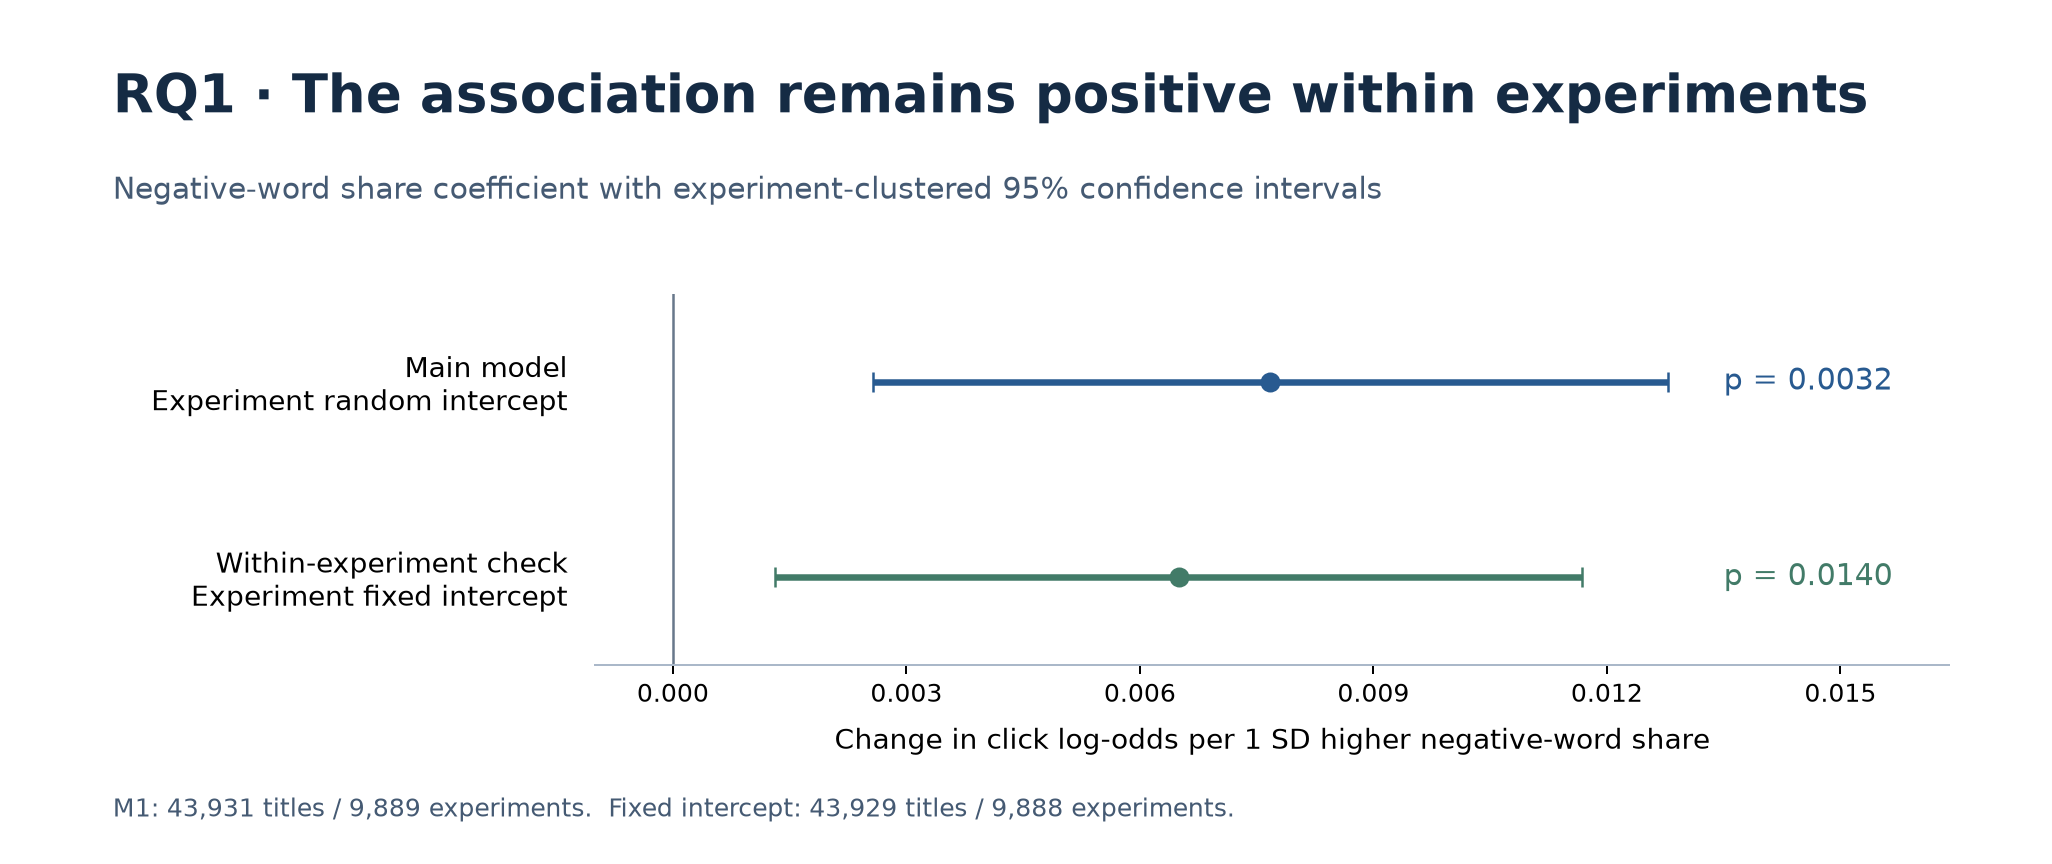 RQ1 · The association remains positive within experiments
Negative-word share coefficient with experiment-clustered 95% confidence intervals
Main model
Experiment random intercept
p = 0.0032
Within-experiment check
Experiment fixed intercept
p = 0.0140
0.000 0.003 0.006 0.009 0.012 0.015
Change in click log-odds per 1 SD higher negative-word share
M1: 43,931 titles / 9,889 experiments.  Fixed intercept: 43,929 titles / 9,888 experiments.